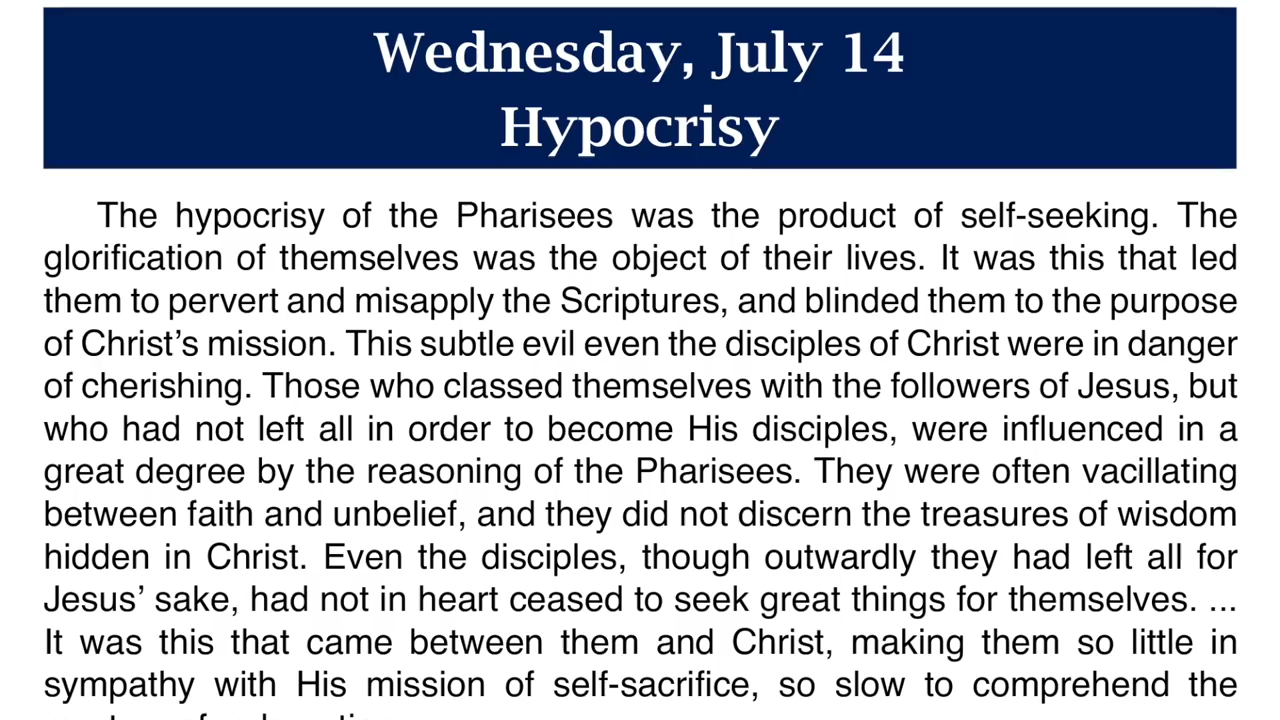 Wednesday, July 14
Hypocrisy
The hypocrisy of the Pharisees was the product of self-seeking. The
glorification of themselves was the object of their lives. It was this that led
them to pervert and misapply the Scriptures, and blinded them to the purpose
of Christ’s mission. This subtle evil even the disciples of Christ were in danger
of cherishing. Those who classed themselves with the followers of Jesus, but
who had not left all in order to become His disciples, were influenced in a
great degree by the reasoning of the Pharisees. They were often vacillating
between faith and unbelief, and they did not discern the treasures of wisdom
hidden in Christ. Even the disciples, though outwardly they had left all for
Jesus’ sake, had not in heart ceased to seek great things for themselves. ...
It was this that came between them and Christ, making them so little in
sympathy with His mission of self-sacrifice, so slow to comprehend the